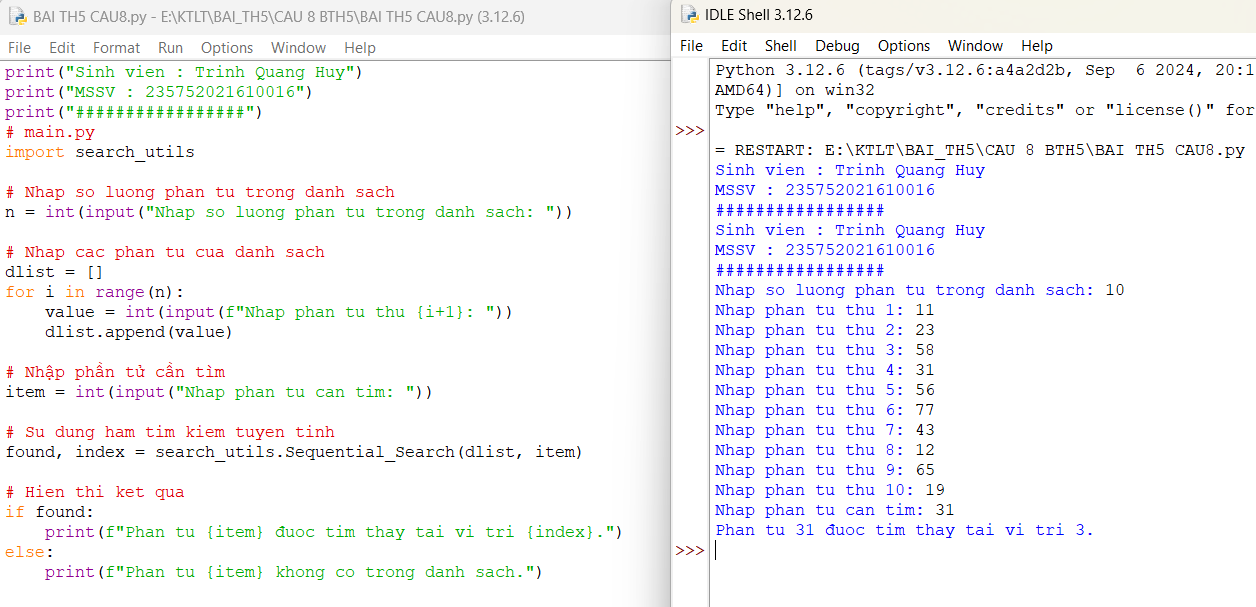 BAI TH5 CAU8.py - E:\KTLT\BAI_TH5\CAU 8 BTH5\BAI TH5 CAU8.py (3.12.6)
File Edit Format Run Options Window Help
print("Sinh vien : Trinh Quang Huy")
print("MSSV : 235752021610016")
print("#################")
# main.py
import search_utils
# Nhap so luong phan tu trong danh sach
n = int(input("Nhap so luong phan tu trong danh sach: "))
# Nhap cac phan tu cua danh sach
dlist = []
for i in range(n):
    value = int(input(f"Nhap phan tu thu {i+1}: "))
    dlist.append(value)
# Nhập phần tử cần tìm
item = int(input("Nhap phan tu can tim: "))
# Su dung ham tim kiem tuyen tinh
found, index = search_utils.Sequential_Search(dlist, item)
# Hien thi ket qua
if found:
    print(f"Phan tu {item} đuoc tim thay tai vi tri {index}.")
else:
    print(f"Phan tu {item} khong co trong danh sach.")
IDLE Shell 3.12.6
File Edit Shell Debug Options Window Help
Python 3.12.6 (tags/v3.12.6:a4a2d2b, Sep  6 2024, 20:1
AMD64)] on win32
Type "help", "copyright", "credits" or "license()" for
>>>
= RESTART: E:\KTLT\BAI_TH5\CAU 8 BTH5\BAI TH5 CAU8.py
Sinh vien : Trinh Quang Huy
MSSV : 235752021610016
#################
Sinh vien : Trinh Quang Huy
MSSV : 235752021610016
#################
Nhap so luong phan tu trong danh sach: 10
Nhap phan tu thu 1: 11
Nhap phan tu thu 2: 23
Nhap phan tu thu 3: 58
Nhap phan tu thu 4: 31
Nhap phan tu thu 5: 56
Nhap phan tu thu 6: 77
Nhap phan tu thu 7: 43
Nhap phan tu thu 8: 12
Nhap phan tu thu 9: 65
Nhap phan tu thu 10: 19
Nhap phan tu can tim: 31
Phan tu 31 đuoc tim thay tai vi tri 3.
>>>